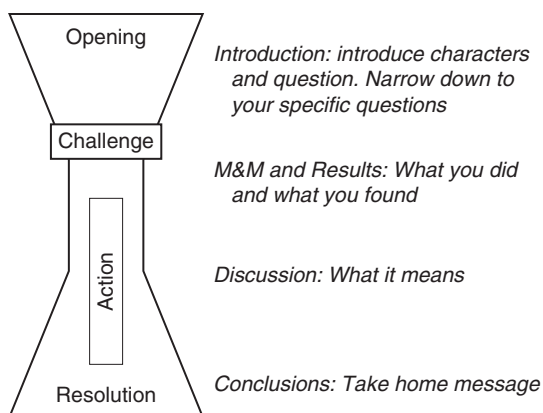 Opening
Introduction: introduce characters
and question. Narrow down to
your specific questions
Challenge
M&M and Results: What you did
and what you found
Action
Discussion: What it means
Resolution
Conclusions: Take home message